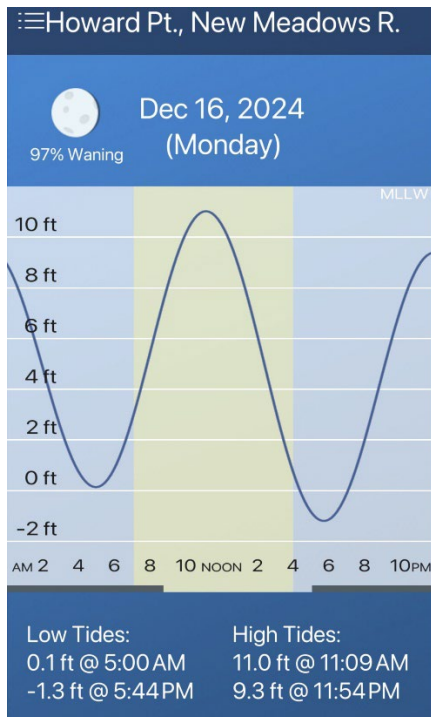 Howard Pt., New Meadows R.
Dec 16, 2024
(Monday)
97% Waning
MLLW
10 ft
8 ft
6 ft
4 ft
2 ft
0 ft
-2 ft
AM 2 4 6 8 10 NOON 2 4 6 8 10PM
Low Tides:
0.1 ft @ 5:00 AM
-1.3 ft @ 5:44 PM
High Tides:
11.0 ft @ 11:09 AM
9.3 ft @ 11:54 PM